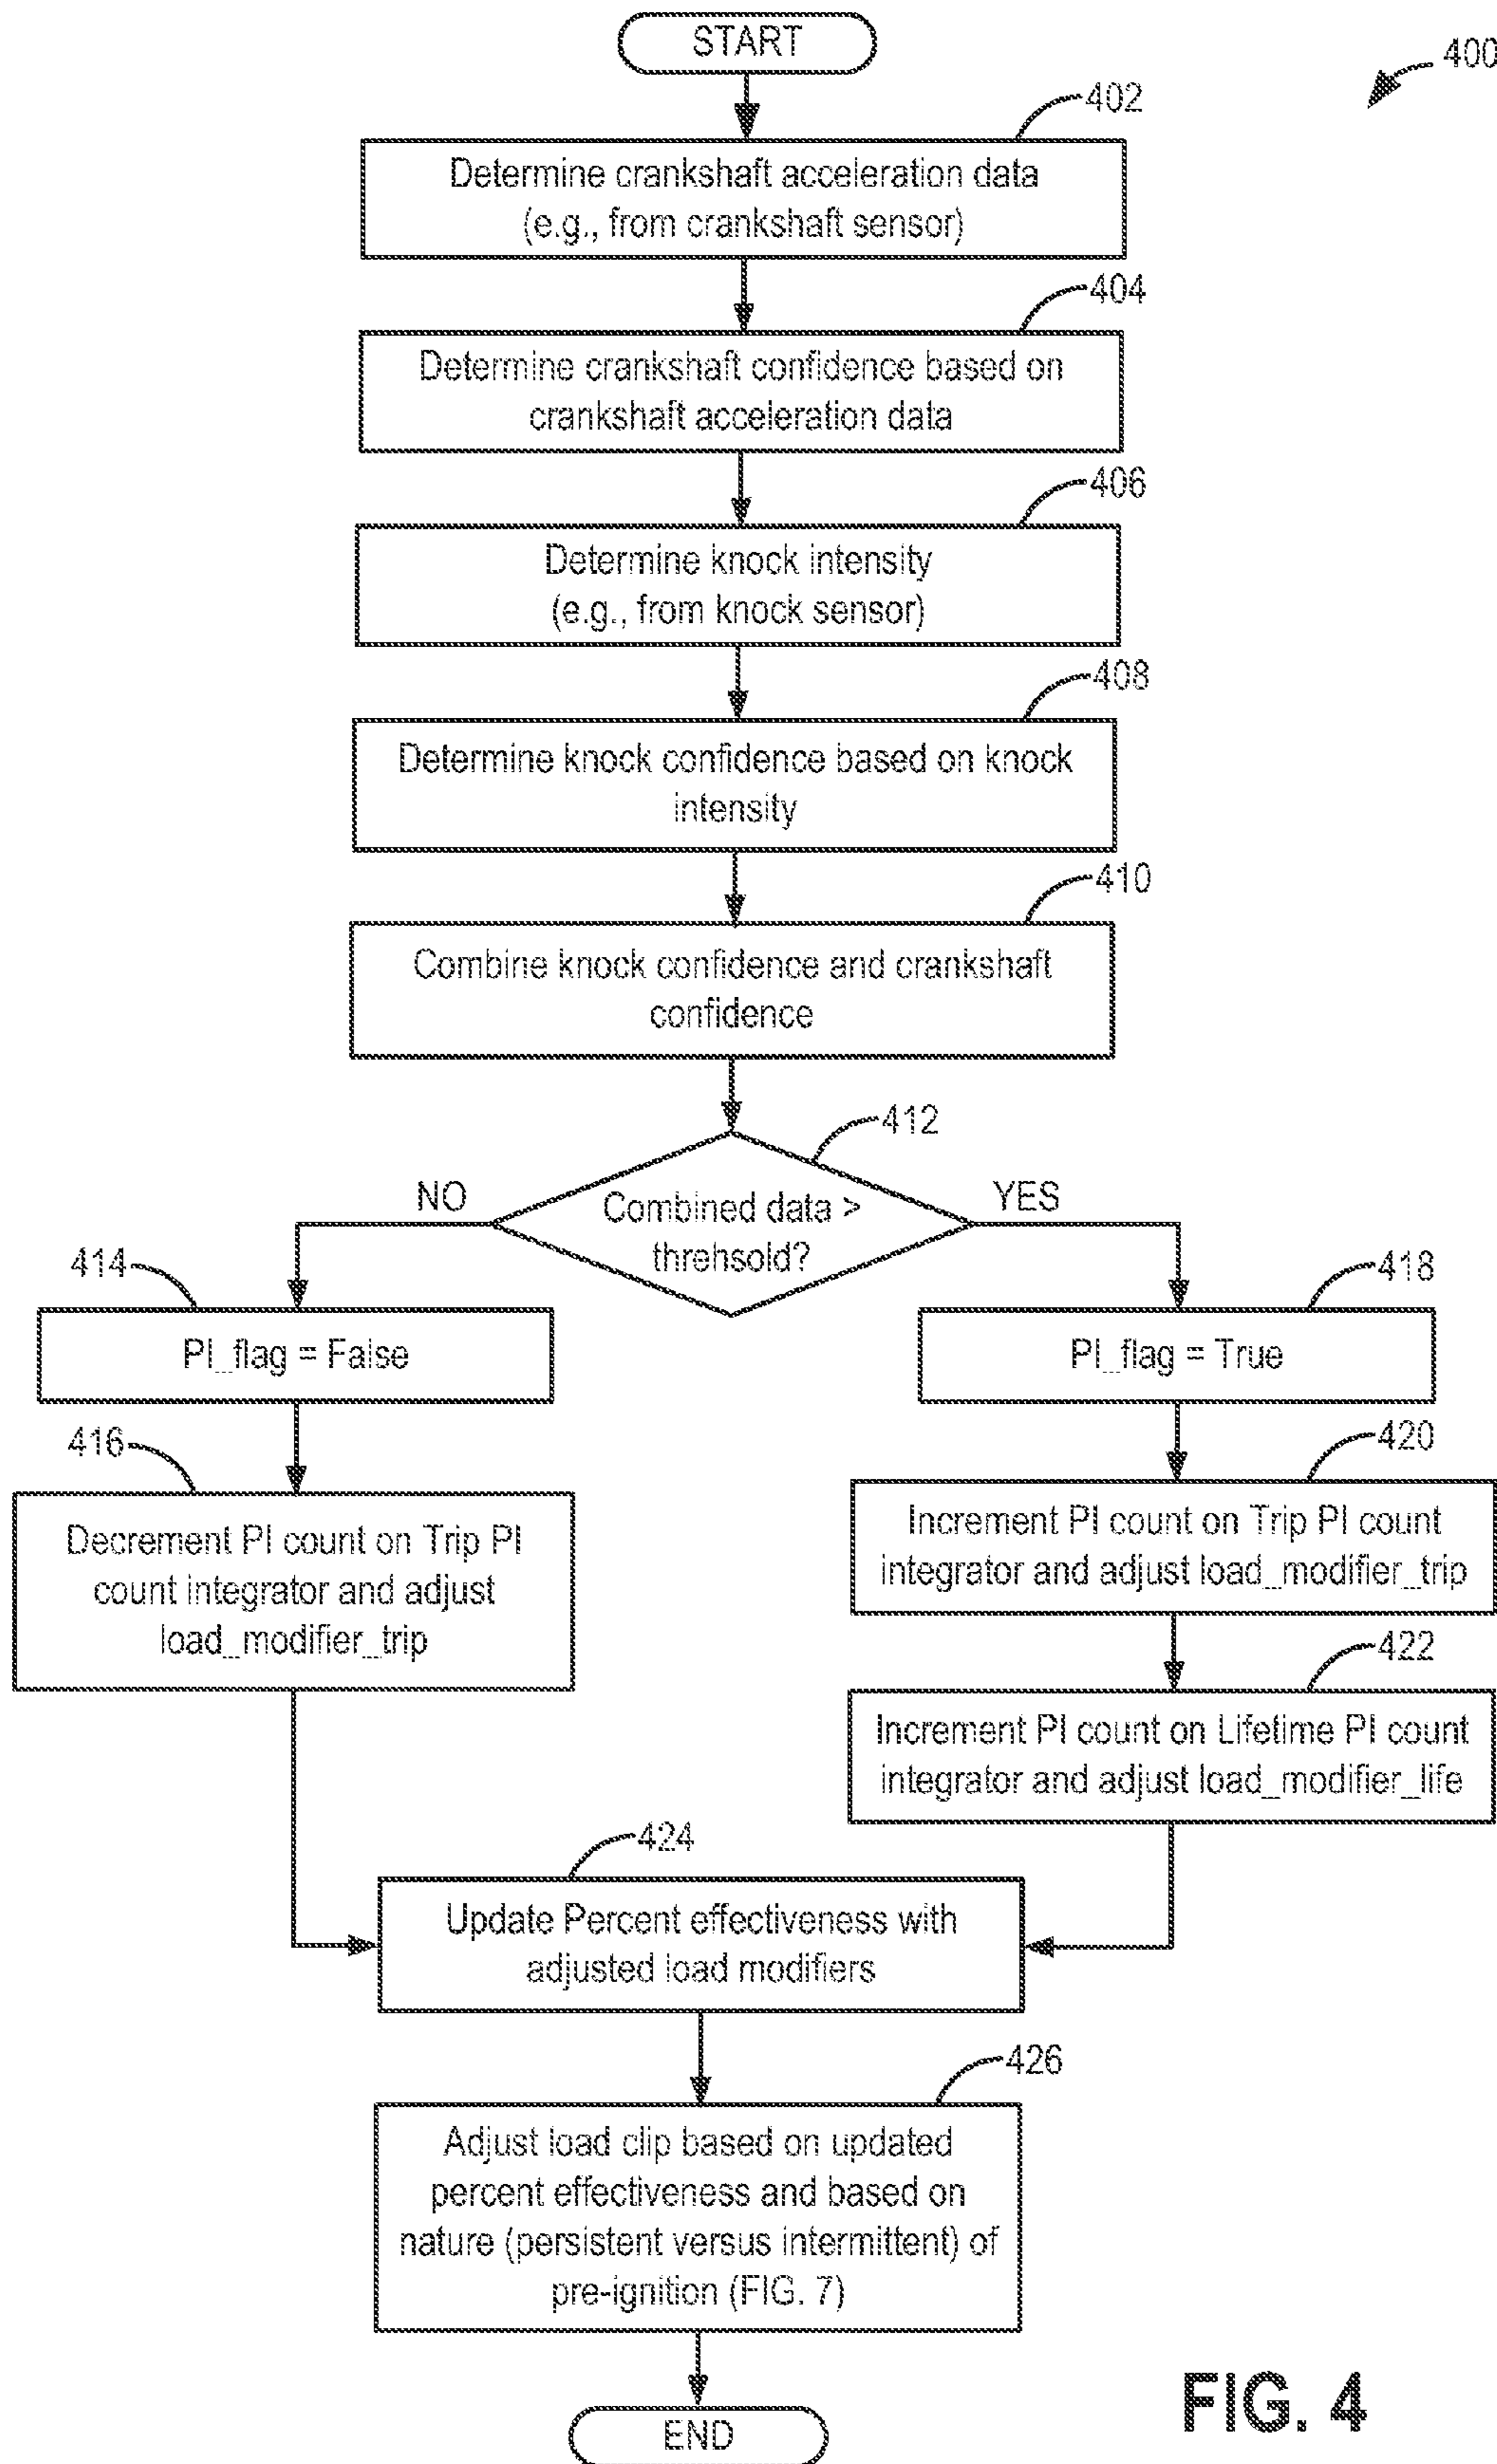 START
400
402
Determine crankshaft acceleration data
(e.g., from crankshaft sensor)
404
Determine crankshaft confidence based on
crankshaft acceleration data
406
Determine knock intensity
(e.g., from knock sensor)
408
Determine knock confidence based on knock
intensity
410
Combine knock confidence and crankshaft
confidence
412
NO
Combined data >
threhsold?
YES
414
PI_flag = False
418
PI_flag = True
416
Decrement PI count on Trip PI
count integrator and adjust
load_modifier_trip
420
Increment PI count on Trip PI count
integrator and adjust load_modifier_trip
422
Increment PI count on Lifetime PI count
integrator and adjust load_modifier_life
424
Update Percent effectiveness with
adjusted load modifiers
426
Adjust load clip based on updated
percent effectiveness and based on
nature (persistent versus intermittent) of
pre-ignition (FIG. 7)
END
FIG. 4